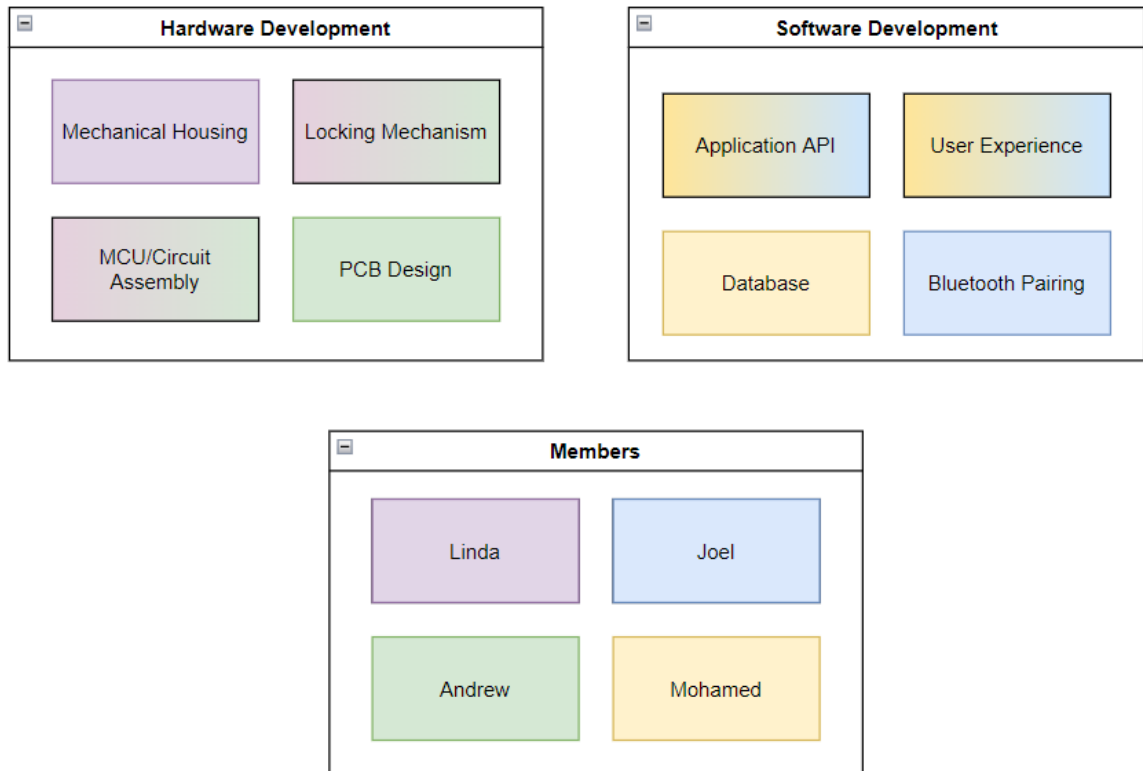 Hardware Development
Mechanical Housing
Locking Mechanism
MCU/Circuit
Assembly
PCB Design
Software Development
Application API
User Experience
Database
Bluetooth Pairing
Members
Linda
Joel
Andrew
Mohamed